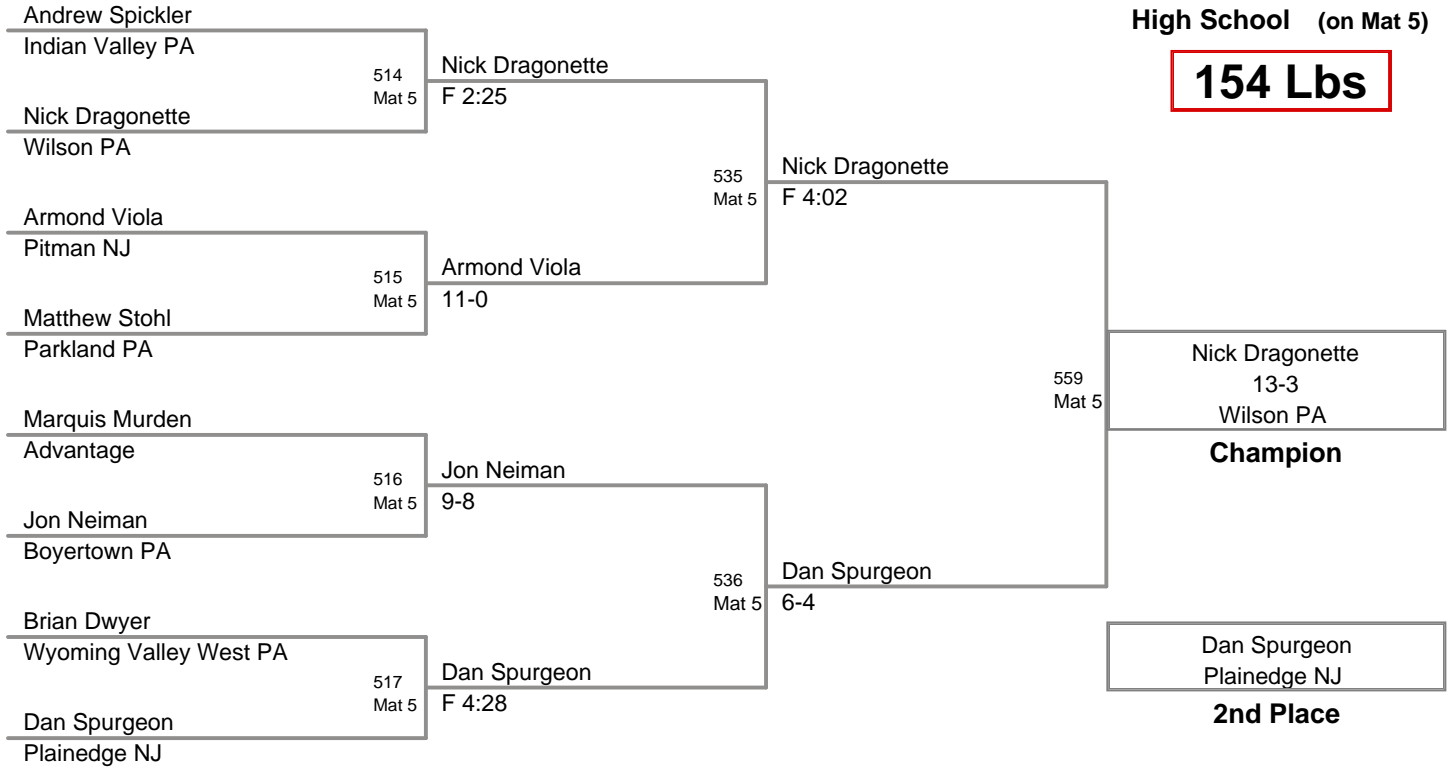 High School (on Mat 5)
154 Lbs
Andrew Spickler
Indian Valley PA
514
Mat 5
Nick Dragonette
F 2:25
Nick Dragonette
Wilson PA
535
Mat 5
Nick Dragonette
F 4:02
Armond Viola
Pitman NJ
515
Mat 5
Armond Viola
11-0
Matthew Stohl
Parkland PA
559
Mat 5
Nick Dragonette
13-3
Wilson PA
Champion
Marquis Murden
Advantage
516
Mat 5
Jon Neiman
9-8
Jon Neiman
Boyertown PA
536
Mat 5
Dan Spurgeon
6-4
Brian Dwyer
Wyoming Valley West PA
517
Mat 5
Dan Spurgeon
F 4:28
Dan Spurgeon
Plainedge NJ
Dan Spurgeon
Plainedge NJ
2nd Place